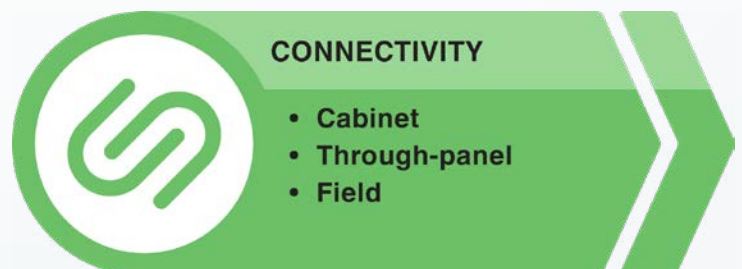 CONNECTIVITY
• Cabinet
• Through-panel
• Field